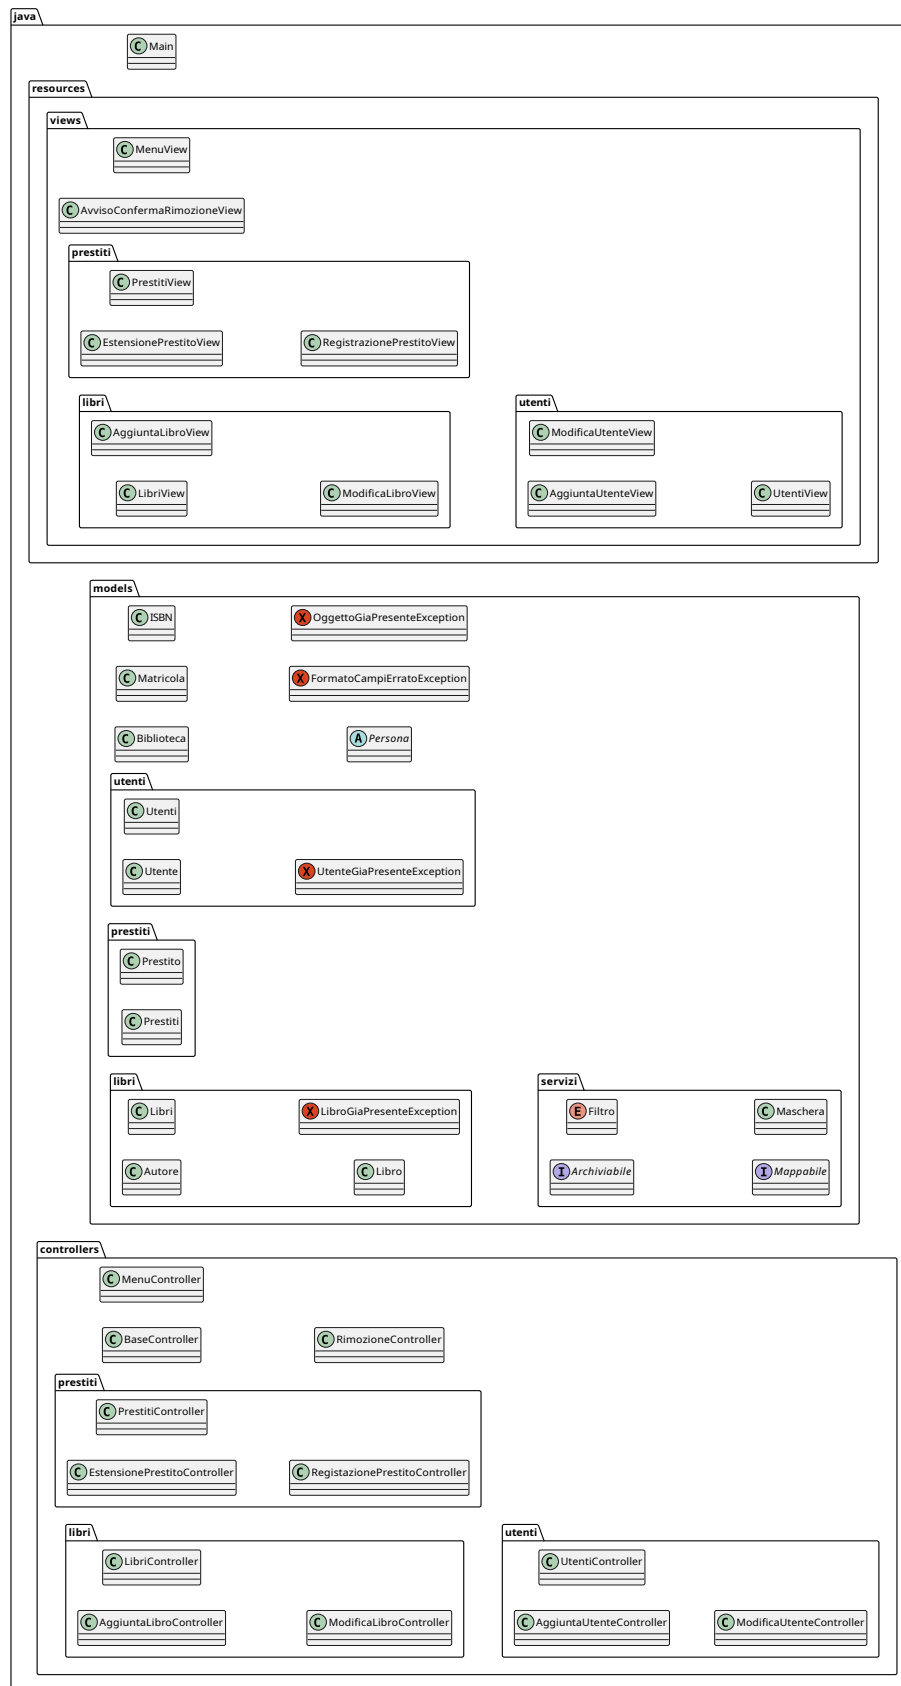 java
C Main
resources
views
C MenuView
C AvvisoConfermaRimozioneView
prestiti
C PrestitiView
C EstensionePrestitoView C RegistrazionePrestitoView
libri utenti
C AggiuntaLibroView C ModificaUtenteView
C LibriView C ModificaLibroView C AggiuntaUtenteView C UtentiView
models
C ISBN X OggettoGiaPresenteException
C Matricola X FormatoCampiErratoException
C Biblioteca A Persona
utenti
C Utenti
C Utente X UtenteGiaPresenteException
prestiti
C Prestito
C Prestiti
libri servizi
C Libri X LibroGiaPresenteException E Filtro C Maschera
C Autore C Libro I Archiviabile I Mappabile
controllers
C MenuController
C BaseController C RimozioneController
prestiti
C PrestitiController
C EstensionePrestitoController C RegistazionePrestitoController
libri utenti
C LibriController C UtentiController
C AggiuntaLibroController C ModificaLibroController C AggiuntaUtenteController C ModificaUtenteController